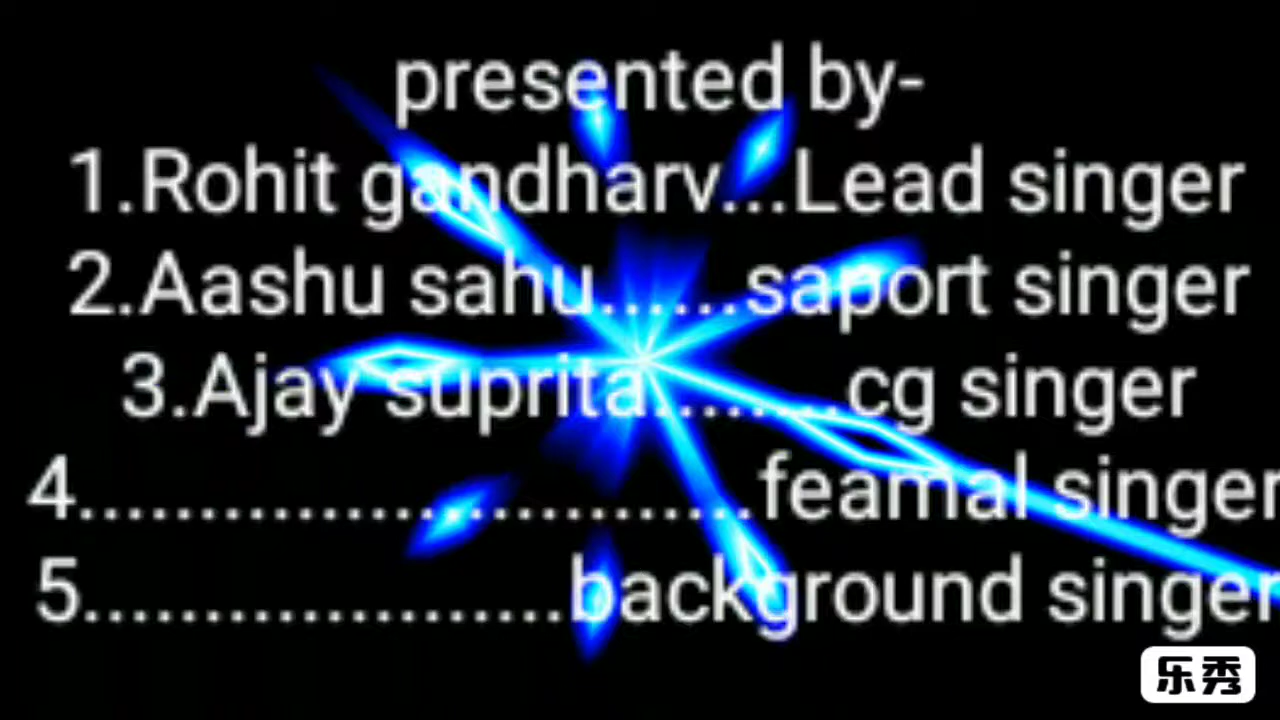 presented by-
1.Rohit gandharv...Lead singer
2.Aashu sahu......saport singer
3.Ajay suprita........cg singer
4............................feamal singer
5....................background singer
乐秀